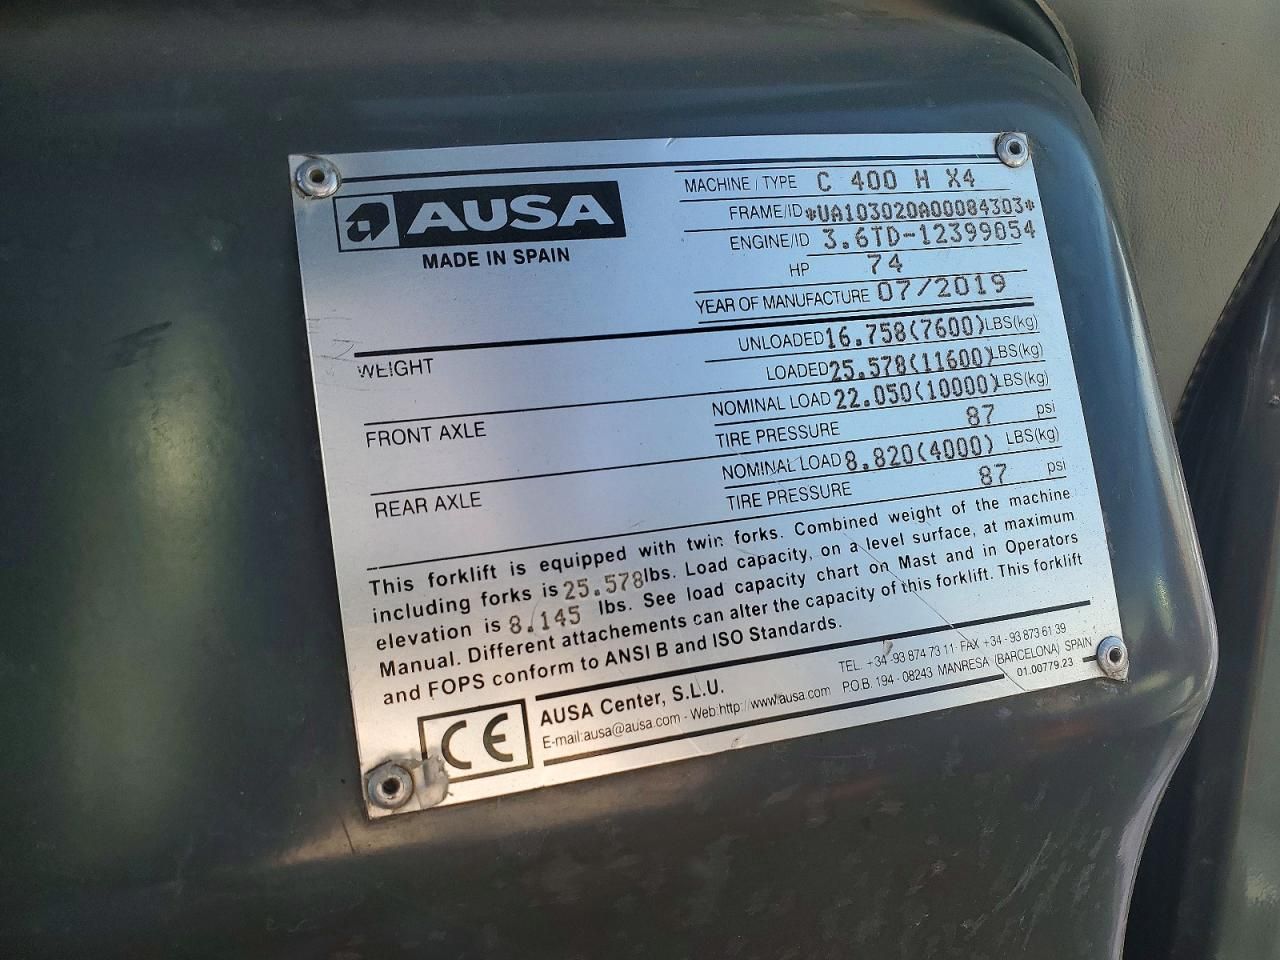 AUSA
MADE IN SPAIN
MACHINE / TYPE C 400 H X4
FRAME/ID *UA103020A00084303*
ENGINE/ID 3.6TD-12399054
HP 74
YEAR OF MANUFACTURE 07/2019
WEIGHT
UNLOADED 16.758(7600) LBS(kg)
LOADED 25.578(11600) LBS(kg)
FRONT AXLE
NOMINAL LOAD 22.050(10000) LBS(kg)
TIRE PRESSURE 87 psi
REAR AXLE
NOMINAL LOAD 8.820(4000) LBS(kg)
TIRE PRESSURE 87 psi
This forklift is equipped with twin forks. Combined weight of the machine
including forks is 25.578 lbs. Load capacity, on a level surface, at maximum
elevation is 8.145 lbs. See load capacity chart on Mast and in Operators
Manual. Different attachements can alter the capacity of this forklift. This forklift
and FOPS conform to ANSI B and ISO Standards.
CE
AUSA Center, S.L.U.
E-mail:ausa@ausa.com - Web:http://www.ausa.com
TEL. +34 -93 874 73 11- FAX +34 -93 873 61 39
P.O.B. 194 - 08243 MANRESA (BARCELONA) SPAIN
01.00779.23